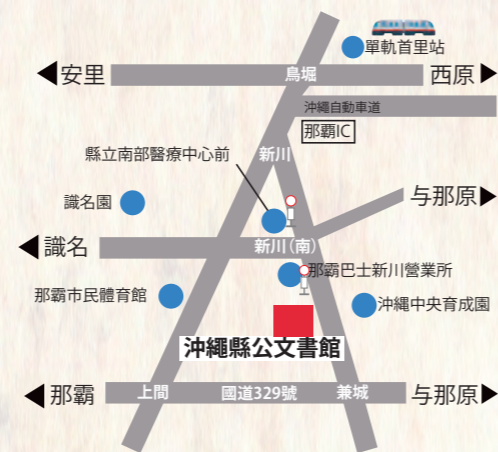 單軌首里站
安里
鳥堀
西原
沖繩自動車道
那覇IC
新川
縣立南部醫療中心前
識名園
与那原
識名
新川(南)
那覇巴士新川營業所
那覇市民體育館
沖縄中央育成園
沖繩縣公文書館
那覇
上間
國道329號
兼城
与那原